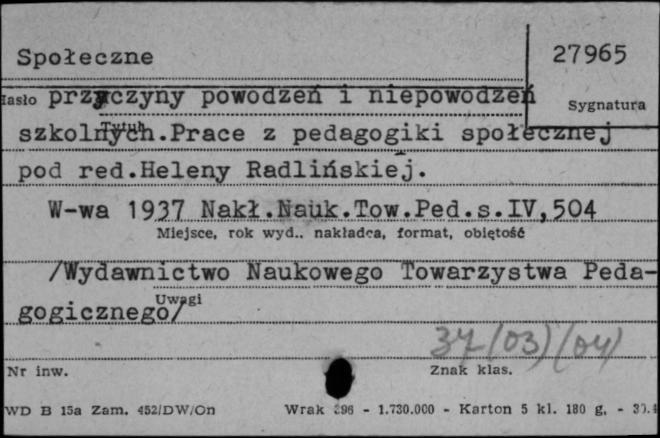 Społeczne
27965
Hasło przyczyny powodzeń i niepowodzeń
Sygnatura
Tytuł
szkolnych.Prace z pedagogiki społecznej
pod red.Heleny Radlińskiej.
W-wa 1937 Nakł.Nauk.Tow.Ped.s.IV,504
Miejsce, rok wyd., nakładca, format, objętość
/Wydawnictwo Naukowego Towarzystwa Peda-
Uwagi
gogicznego/
37(03)(04)
Nr inw.
Znak klas.
WD B 15a Zam. 452/DW/On
Wrak 396 - 1.730.000 - Karton 5 kl. 180 g. -